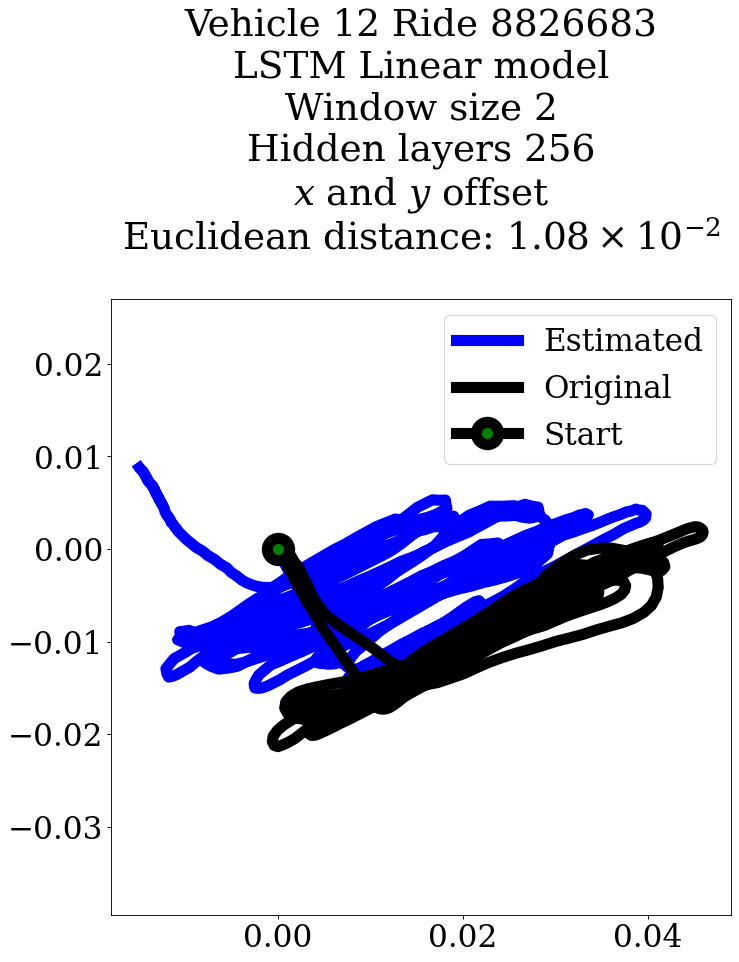 Vehicle 12 Ride 8826683
LSTM Linear model
Window size 2
Hidden layers 256
x and y offset
Euclidean distance: 1.08 × 10⁻²
Estimated
Original
Start
0.02
0.01
0.00
−0.01
−0.02
−0.03
0.00 0.02 0.04